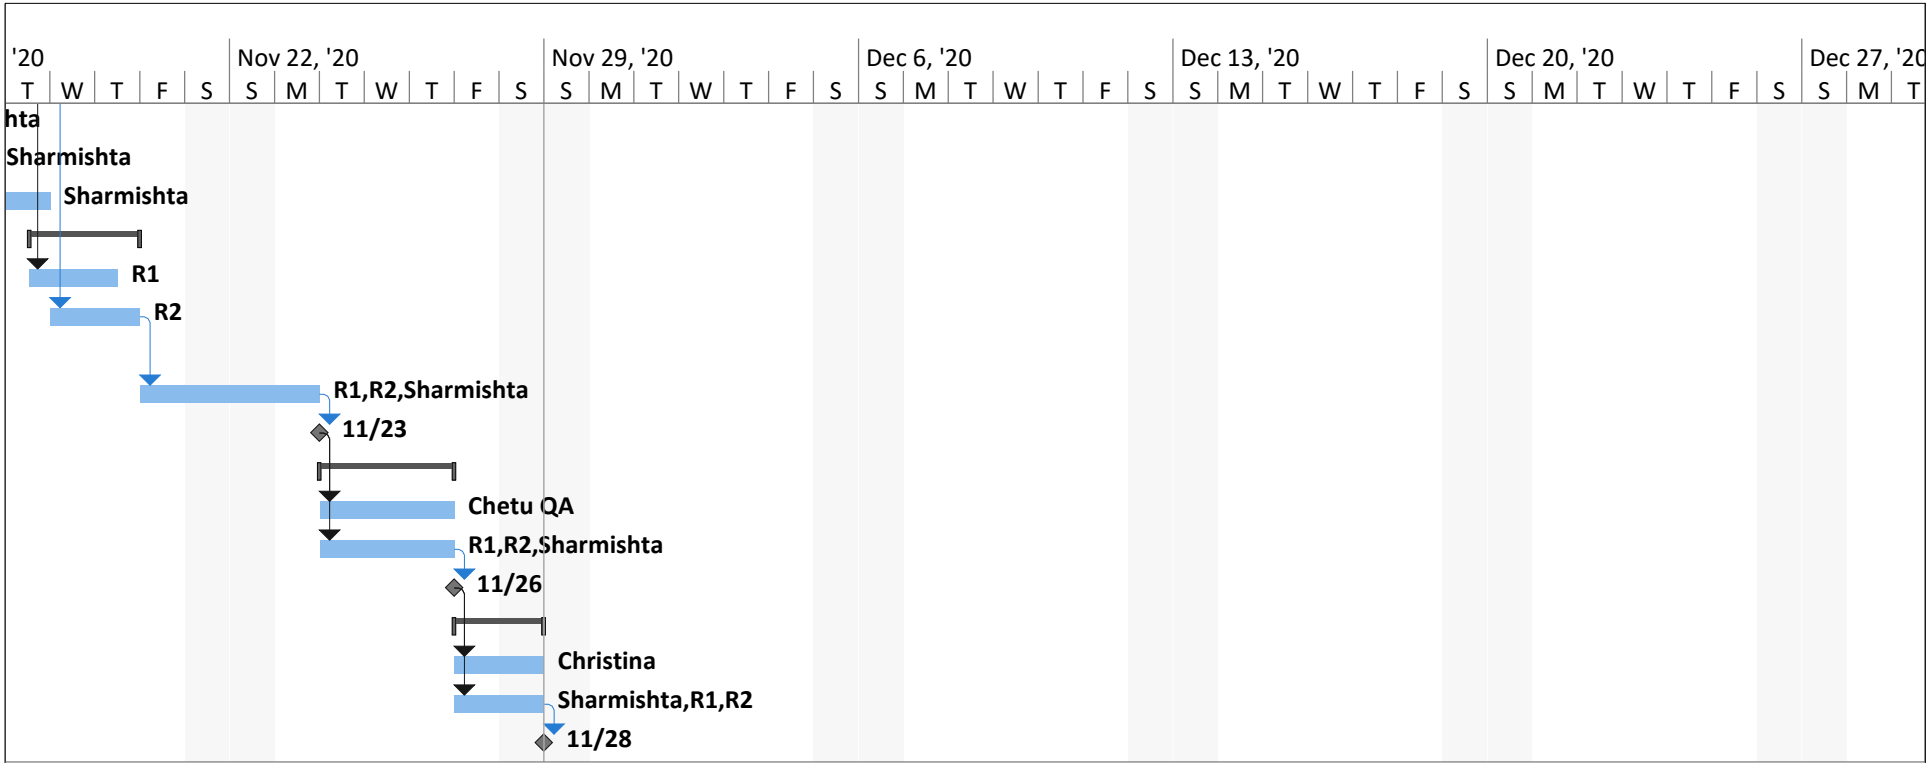 '20 Nov 22, '20 Nov 29, '20 Dec 6, '20 Dec 13, '20 Dec 20, '20 Dec 27, '20
T W T F S S M T W T F S S M T W T F S S M T W T F S S M T W T F S S M T W T F S S M T
hta
Sharmishta
Sharmishta
R1
R2
R1,R2,Sharmishta
11/23
Chetu QA
R1,R2,Sharmishta
11/26
Christina
Sharmishta,R1,R2
11/28